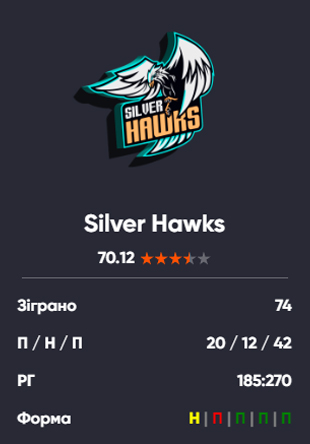 SILVER
HAWKS
Silver Hawks
70.12
Зіграно 74
П / Н / П 20 / 12 / 42
РГ 185:270
Форма Н | П | П | П | П